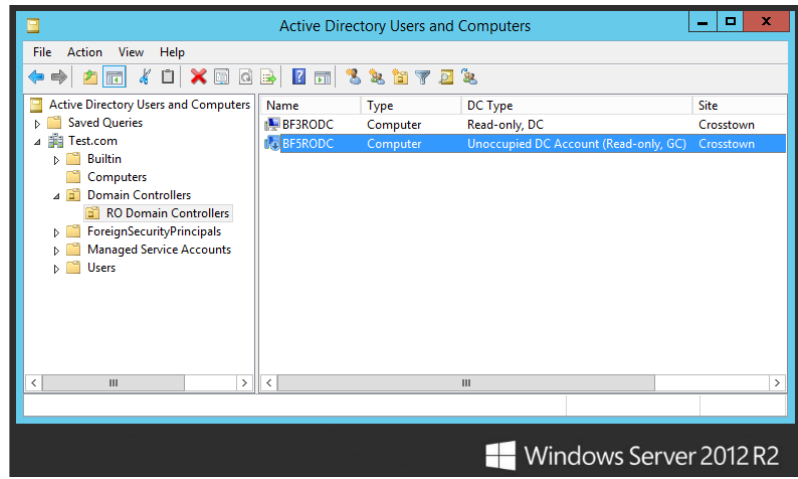 Active Directory Users and Computers
File Action View Help
Active Directory Users and Computers
Saved Queries
Test.com
Builtin
Computers
Domain Controllers
RO Domain Controllers
ForeignSecurityPrincipals
Managed Service Accounts
Users
Name Type DC Type Site
BF3RODC Computer Read-only, DC Crosstown
BF5RODC Computer Unoccupied DC Account (Read-only, GC) Crosstown
Windows Server 2012 R2